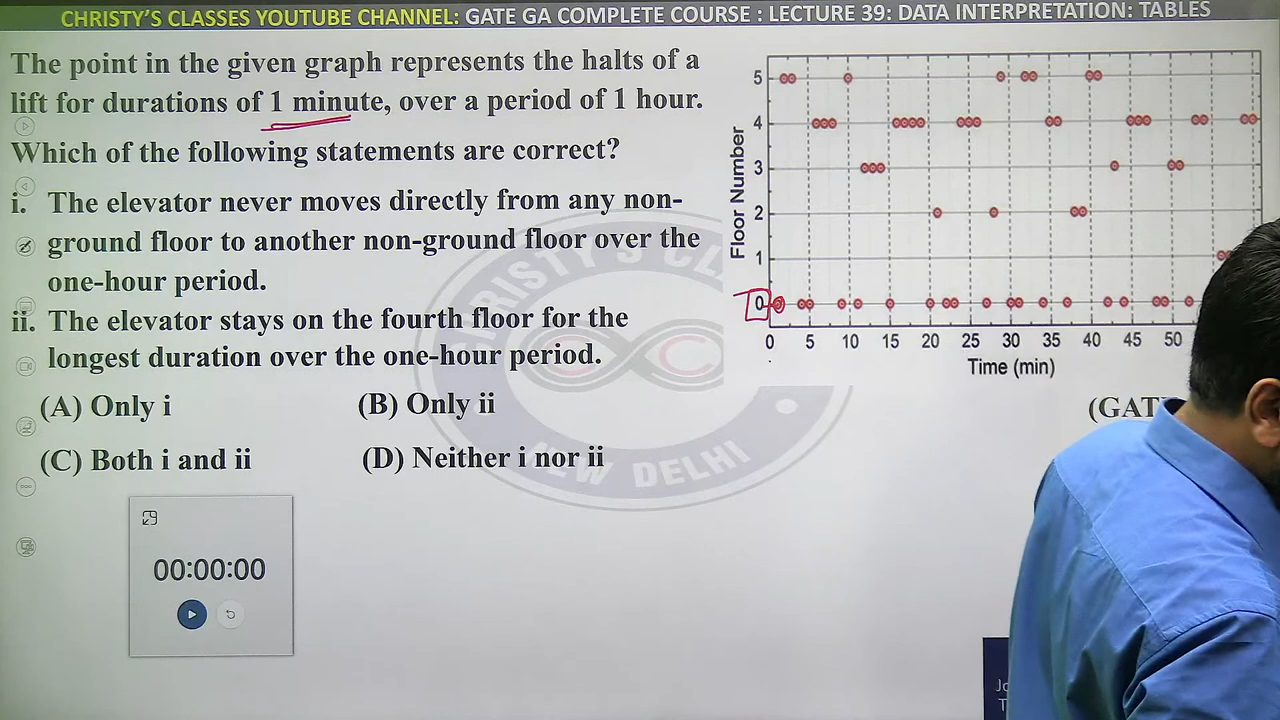 CHRISTY'S CLASSES YOUTUBE CHANNEL: GATE GA COMPLETE COURSE : LECTURE 39: DATA INTERPRETATION: TABLES
The point in the given graph represents the halts of a
lift for durations of 1 minute, over a period of 1 hour.
Which of the following statements are correct?
i. The elevator never moves directly from any non-
ground floor to another non-ground floor over the
one-hour period.
ii. The elevator stays on the fourth floor for the
longest duration over the one-hour period.
(A) Only i (B) Only ii
(C) Both i and ii (D) Neither i nor ii
00:00:00
Floor Number
5
4
3
2
1
0
0 5 10 15 20 25 30 35 40 45 50
Time (min)
(GAT
NEW DELHI